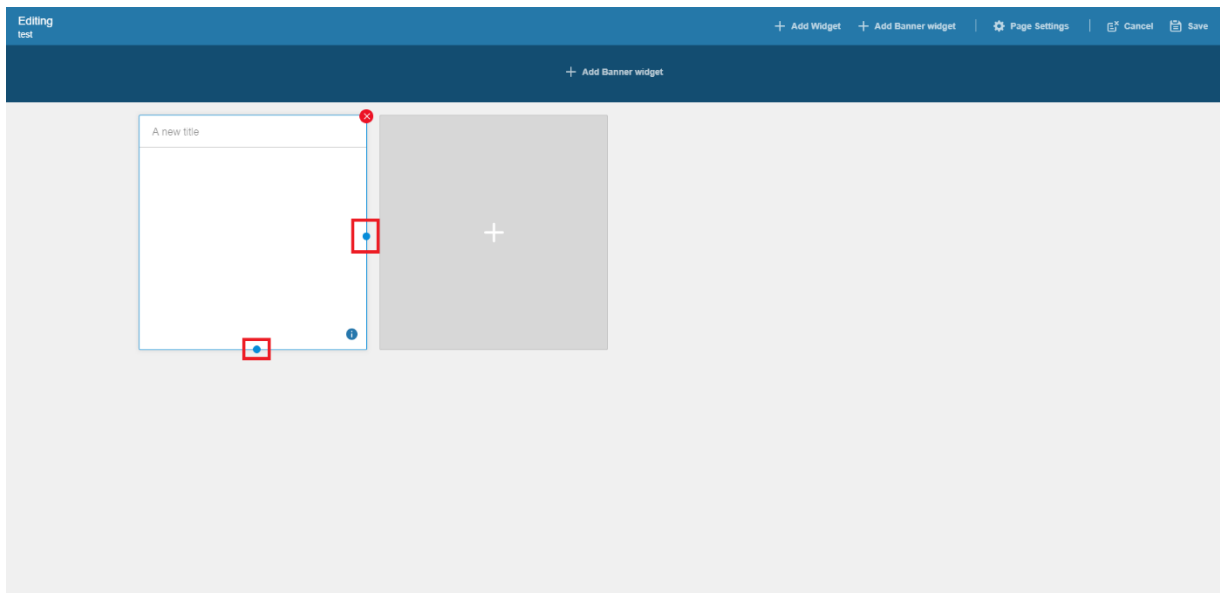 Editing
test
Add Widget
Add Banner widget
Page Settings
Cancel
Save
Add Banner widget
A new title